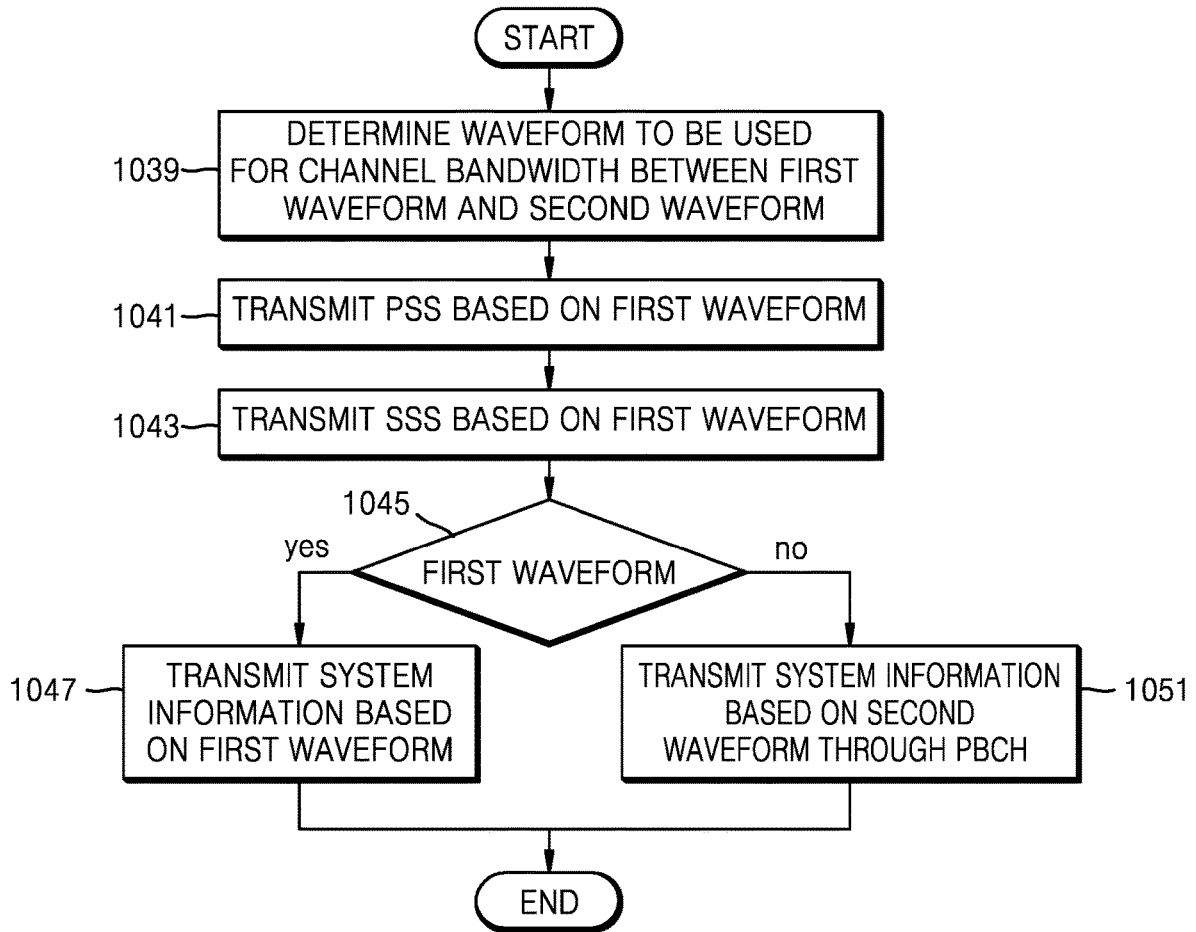 START
DETERMINE WAVEFORM TO BE USED
1039
FOR CHANNEL BANDWIDTH BETWEEN FIRST
WAVEFORM AND SECOND WAVEFORM
1041
TRANSMIT PSS BASED ON FIRST WAVEFORM
1043
TRANSMIT SSS BASED ON FIRST WAVEFORM
1045
yes
FIRST WAVEFORM
no
1047
TRANSMIT SYSTEM
INFORMATION BASED
ON FIRST WAVEFORM
TRANSMIT SYSTEM INFORMATION
BASED ON SECOND
WAVEFORM THROUGH PBCH
1051
END